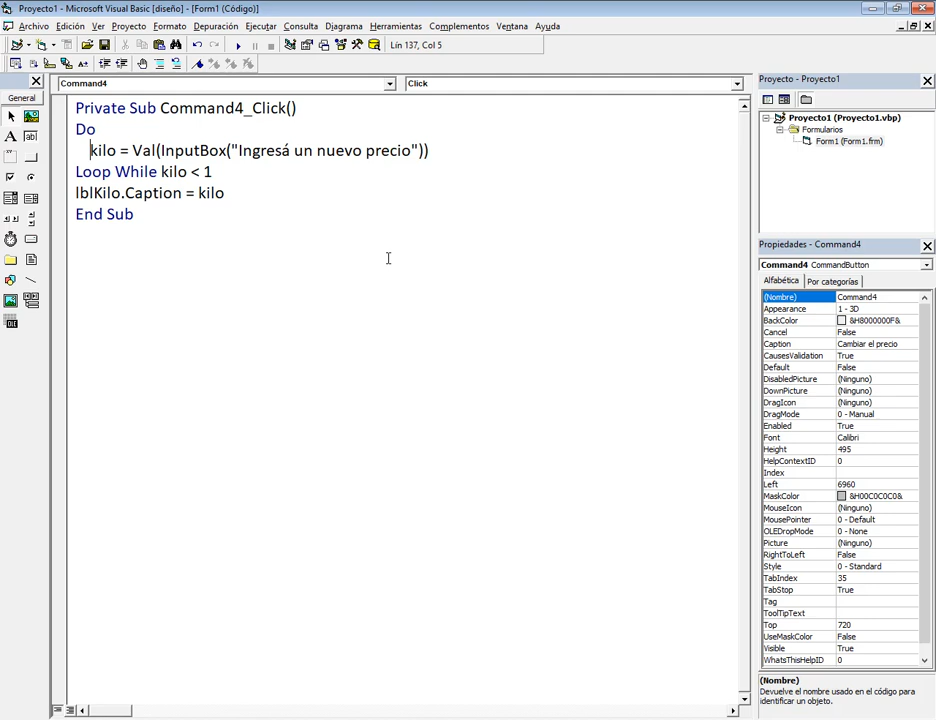 Proyecto1 - Microsoft Visual Basic [diseño] - [Form1 (Código)]
Archivo Edición Ver Proyecto Formato Depuración Ejecutar Consulta Diagrama Herramientas Complementos Ventana Ayuda
Lín 137, Col 5
General
Command4 Click
Private Sub Command4_Click()
Do
kilo = Val(InputBox("Ingresá un nuevo precio"))
Loop While kilo < 1
lblKilo.Caption = kilo
End Sub
Proyecto - Proyecto1
Proyecto1 (Proyecto1.vbp)
Formularios
Form1 (Form1.frm)
Propiedades - Command4
Command4 CommandButton
Alfabética Por categorías
(Nombre) Command4
Appearance 1 - 3D
BackColor &H8000000F&
Cancel False
Caption Cambiar el precio
CausesValidation True
Default False
DisabledPicture (Ninguno)
DownPicture (Ninguno)
DragIcon (Ninguno)
DragMode 0 - Manual
Enabled True
Font Calibri
Height 495
HelpContextID 0
Index
Left 6960
MaskColor &H00C0C0C0&
MouseIcon (Ninguno)
MousePointer 0 - Default
OLEDropMode 0 - None
Picture (Ninguno)
RightToLeft False
Style 0 - Standard
TabIndex 35
TabStop True
Tag
ToolTipText
Top 720
UseMaskColor False
Visible True
WhatsThisHelpID 0
(Nombre)
Devuelve el nombre usado en el código para
identificar un objeto.